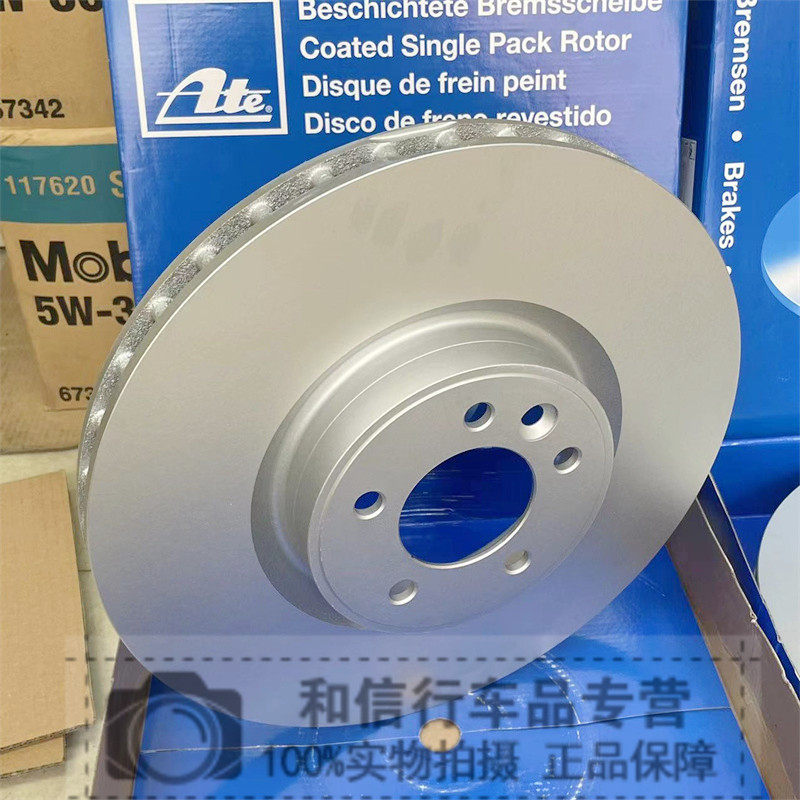 Beschichtete Bremsscheibe
Coated Single Pack Rotor
Disque de frein peint
Disco de freno revestido
Ate®
67342
117620 S
Mob
5W-3
673
Bremsen • Brakes •
和信行车品专营
100%实物拍摄 正品保障